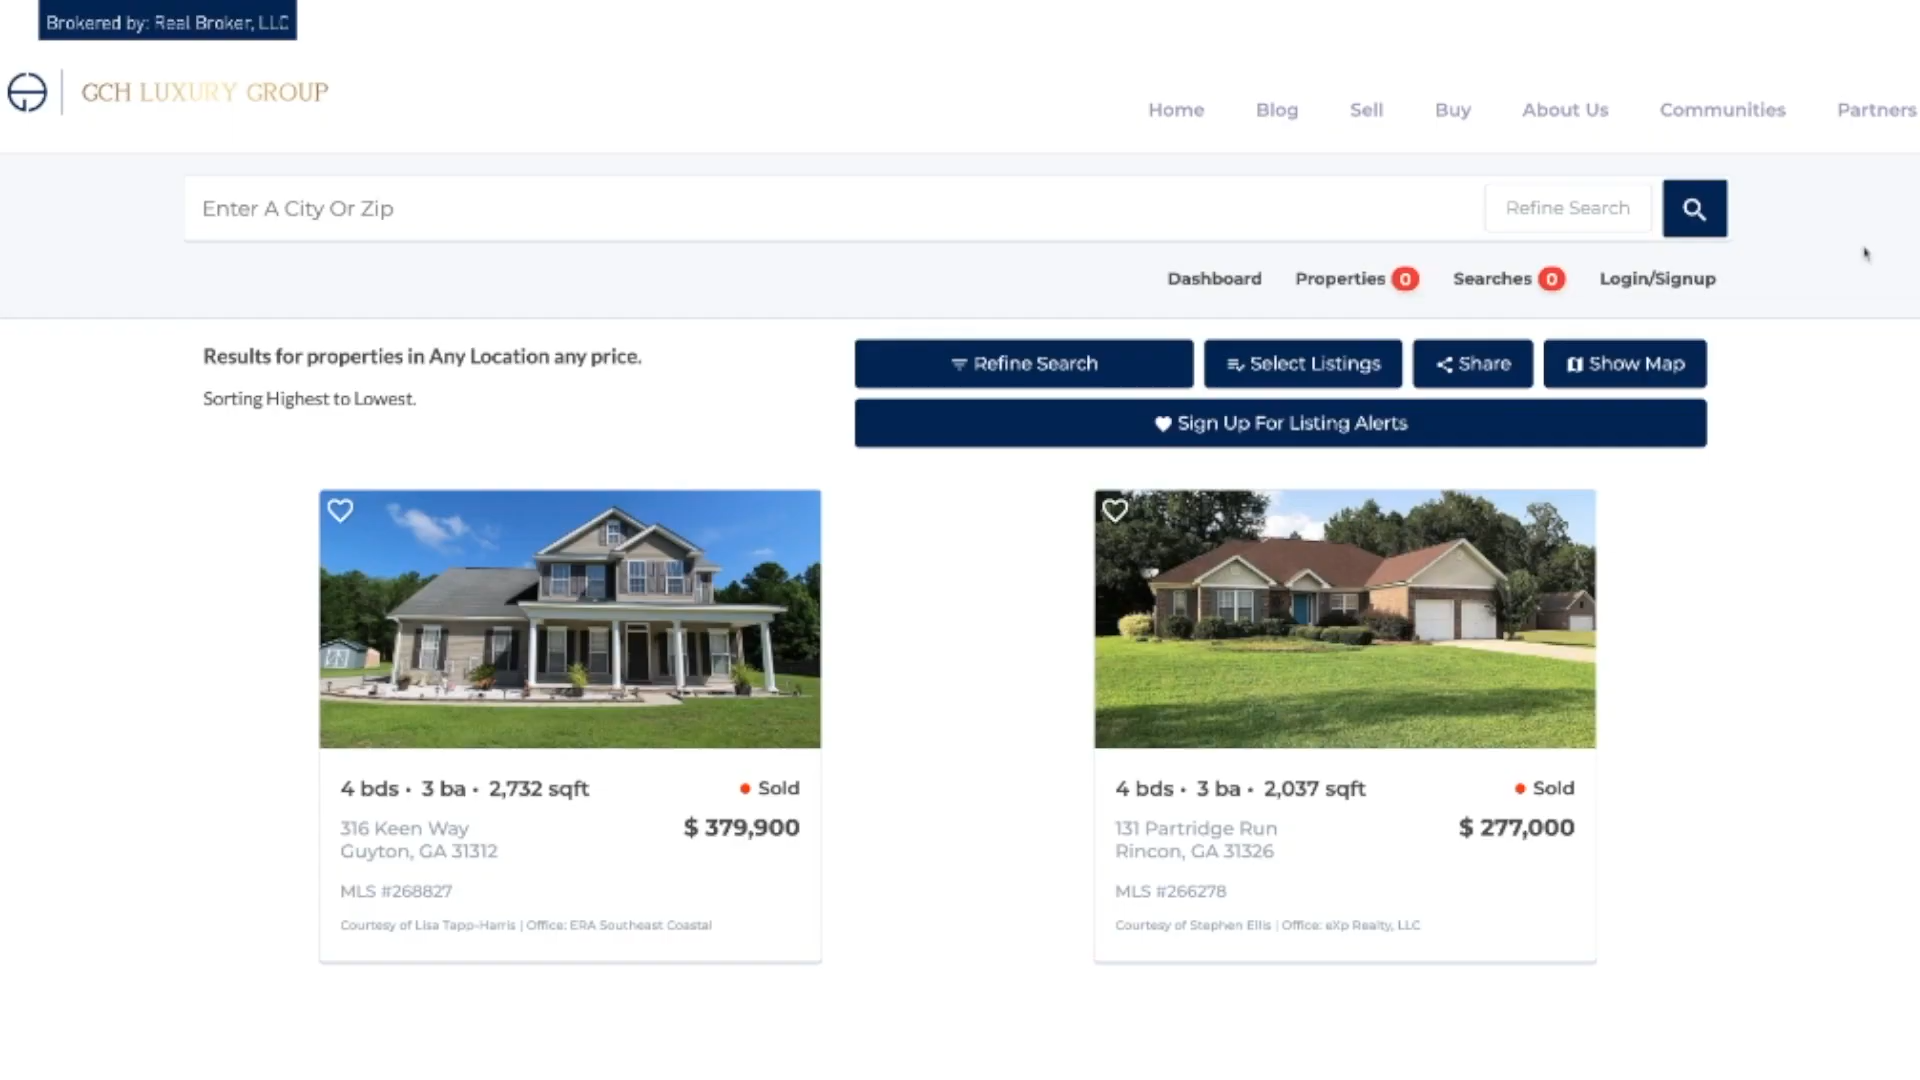 Brokered by: Real Broker, LLC
GCH LUXURY GROUP
Home Blog Sell Buy About Us Communities Partners
Enter A City Or Zip
Refine Search
Dashboard Properties 0 Searches 0 Login/Signup
Results for properties in Any Location any price.
Sorting Highest to Lowest.
Refine Search Select Listings Share Show Map
Sign Up For Listing Alerts
4 bds · 3 ba · 2,732 sqft
Sold
316 Keen Way
$ 379,900
Guyton, GA 31312
MLS #268827
Courtesy of Lisa Tapp-Harris | Office: ERA Southeast Coastal
4 bds · 3 ba · 2,037 sqft
Sold
131 Partridge Run
$ 277,000
Rincon, GA 31326
MLS #266278
Courtesy of Stephen Ellis | Office: eXp Realty, LLC